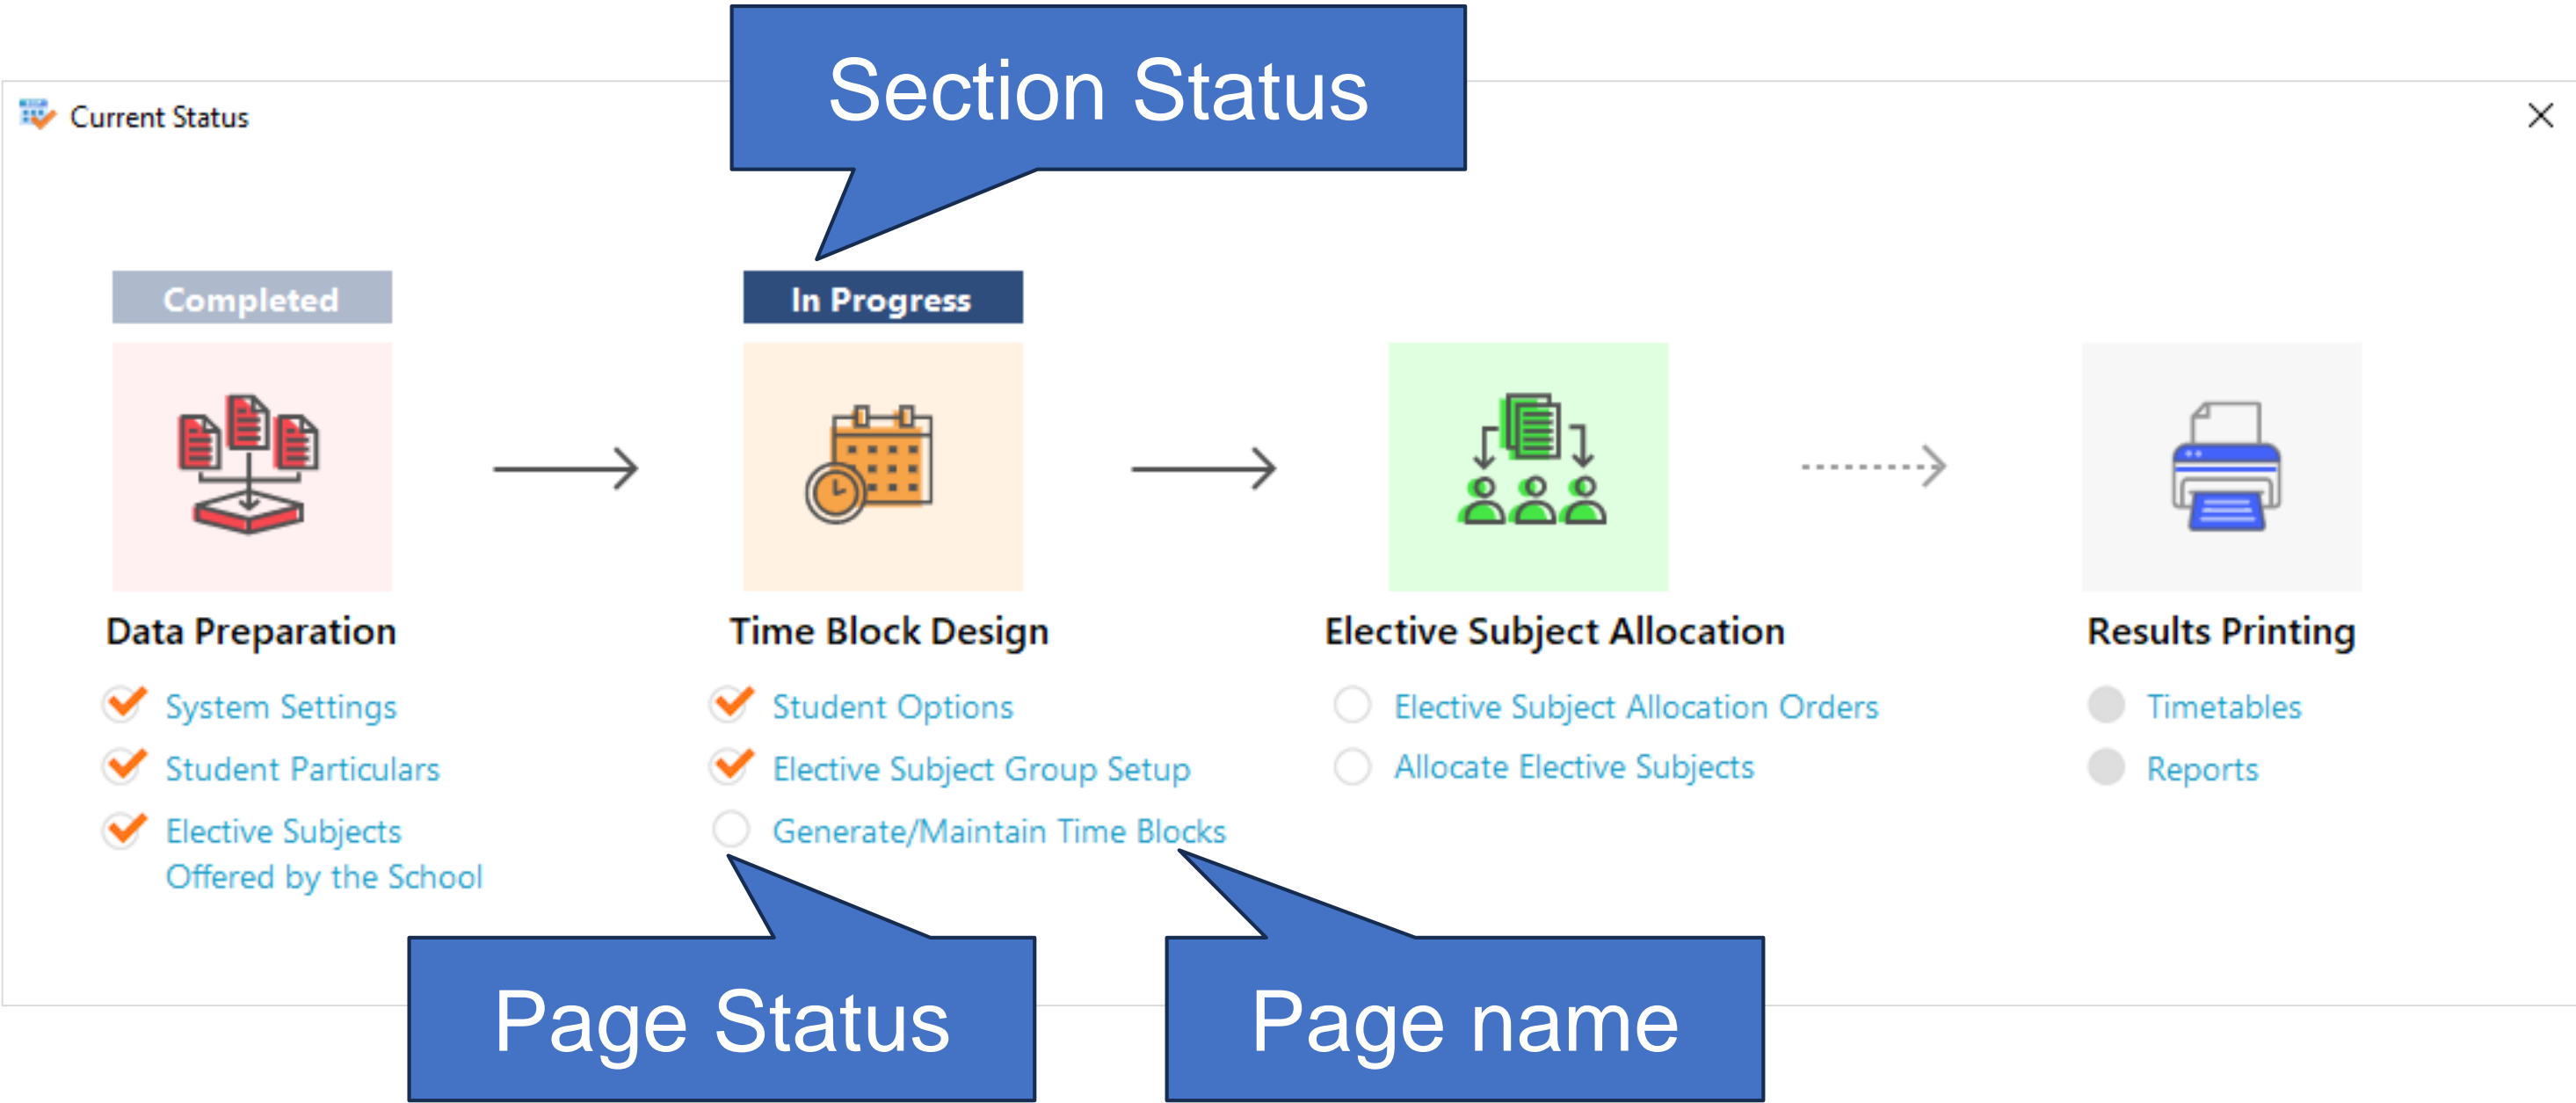 Section Status
Current Status
Completed
In Progress
Data Preparation
System Settings
Student Particulars
Elective Subjects
Offered by the School
Time Block Design
Student Options
Elective Subject Group Setup
Generate/Maintain Time Blocks
Elective Subject Allocation
Elective Subject Allocation Orders
Allocate Elective Subjects
Results Printing
Timetables
Reports
Page Status
Page name